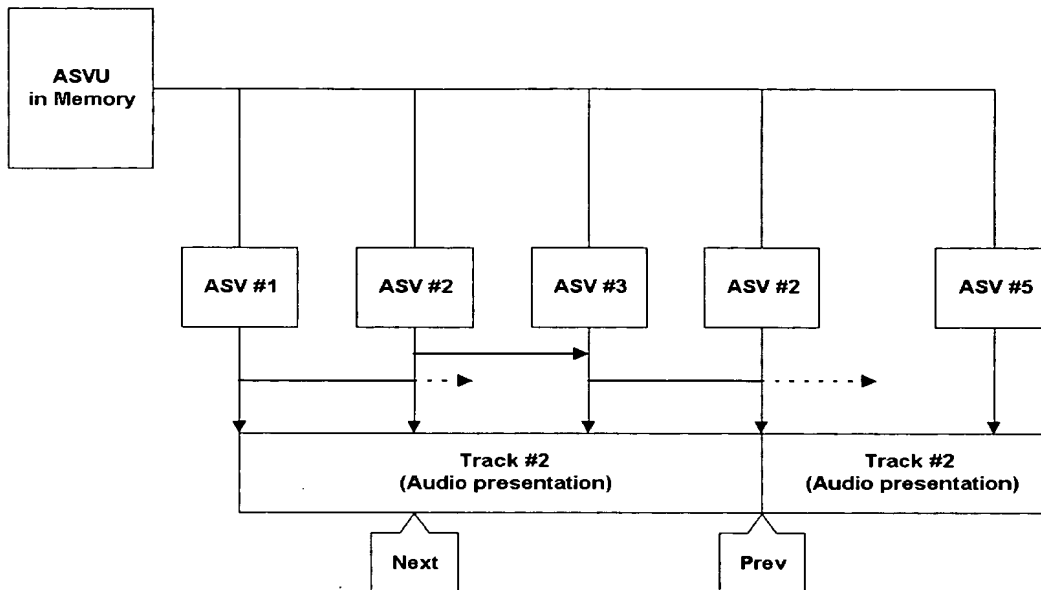 ASVU
in Memory
ASV #1
ASV #2
ASV #3
ASV #2
ASV #5
Track #2
(Audio presentation)
Track #2
(Audio presentation)
Next
Prev